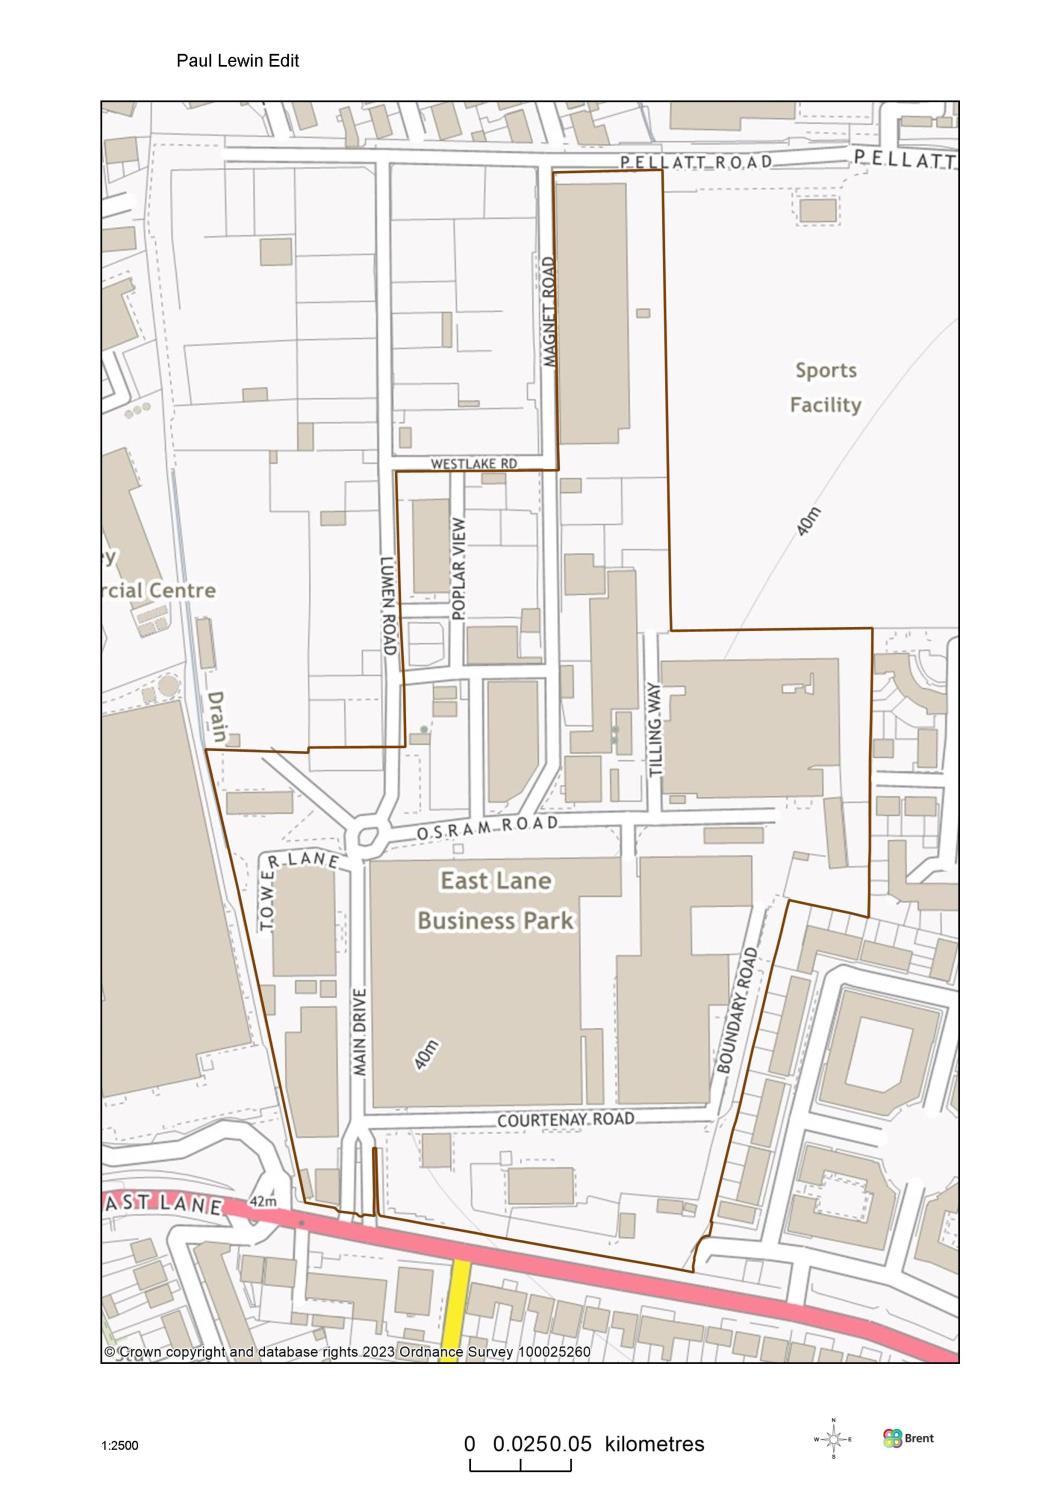 Paul Lewin Edit
PELLATT ROAD
PELLATT
MAGNET ROAD
Sports
Facility
WESTLAKE RD
40m
POPLAR VIEW
LUMEN ROAD
rcial Centre
Drain
TILLING WAY
OSRAM ROAD
TOWER LANE
East Lane
Business Park
BOUNDARY ROAD
MAIN DRIVE
40m
COURTENAY ROAD
AST LANE
42m
© Crown copyright and database rights 2023 Ordnance Survey 100025260
1:2500
0 0.0250.05 kilometres
N
W E
S
Brent